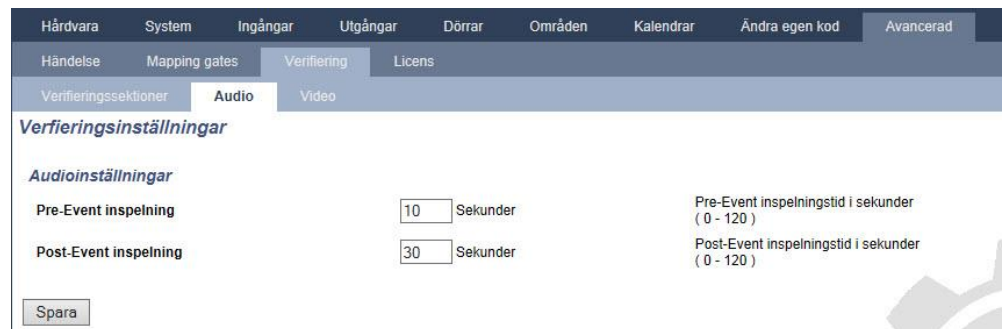 Hårdvara System Ingångar Utgångar Dörrar Områden Kalendrar Ändra egen kod Avancerad
Händelse Mapping gates Verifiering Licens
Verifieringssektioner Audio Video
Verfieringsinställningar
Audioinställningar
Pre-Event inspelning 10 Sekunder Pre-Event inspelningstid i sekunder
( 0 - 120 )
Post-Event inspelning 30 Sekunder Post-Event inspelningstid i sekunder
( 0 - 120 )
Spara